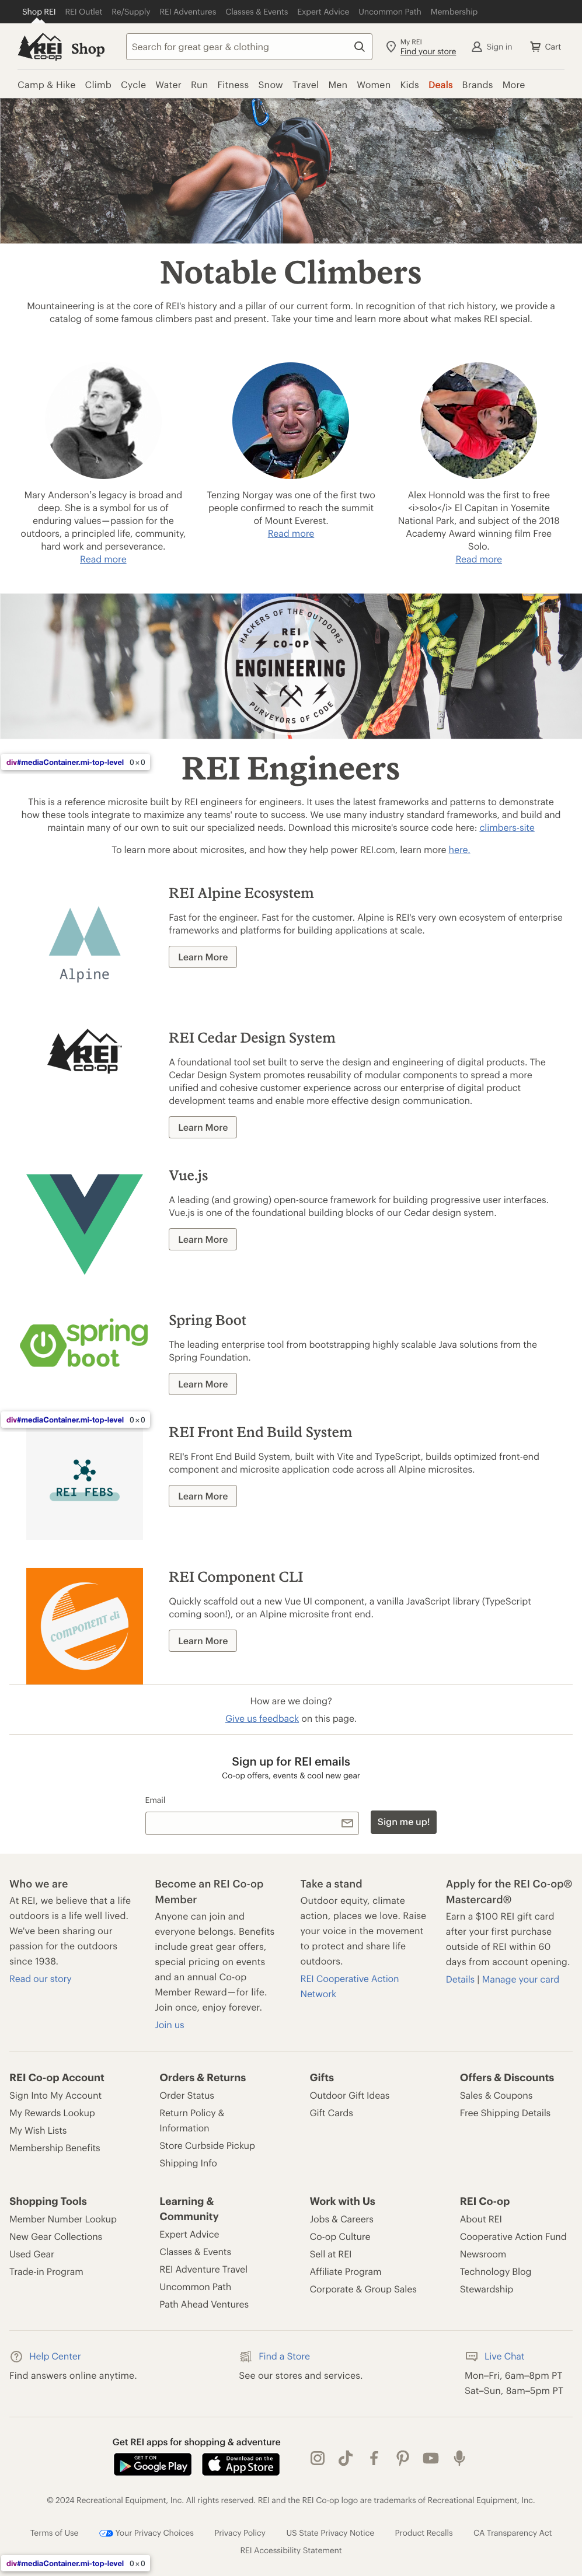 Shop REI REI Outlet Re/Supply REI Adventures Classes & Events Expert Advice Uncommon Path Membership
REI CO·OP Shop
Search for great gear & clothing
My REI
Find your store
Sign in
Cart
Camp & Hike Climb Cycle Water Run Fitness Snow Travel Men Women Kids Deals Brands More
Notable Climbers
Mountaineering is at the core of REI's history and a pillar of our current form. In recognition of that rich history, we provide a
catalog of some famous climbers past and present. Take your time and learn more about what makes REI special.
Mary Anderson's legacy is broad and
deep. She is a symbol for us of
enduring values—passion for the
outdoors, a principled life, community,
hard work and perseverance.
Read more
Tenzing Norgay was one of the first two
people confirmed to reach the summit
of Mount Everest.
Read more
Alex Honnold was the first to free
<i>solo</i> El Capitan in Yosemite
National Park, and subject of the 2018
Academy Award winning film Free
Solo.
Read more
HACKERS OF THE OUTDOORS
REI
CO-OP
ENGINEERING
PURVEYORS OF CODE
div#mediaContainer.mi-top-level 0×0
REI Engineers
This is a reference microsite built by REI engineers for engineers. It uses the latest frameworks and patterns to demonstrate
how these tools integrate to maximize any teams' route to success. We use many industry standard frameworks, and build and
maintain many of our own to suit our specialized needs. Download this microsite's source code here: climbers-site
To learn more about microsites, and how they help power REI.com, learn more here.
Alpine
REI Alpine Ecosystem
Fast for the engineer. Fast for the customer. Alpine is REI's very own ecosystem of enterprise
frameworks and platforms for building applications at scale.
Learn More
REI CO·OP
REI Cedar Design System
A foundational tool set built to serve the design and engineering of digital products. The
Cedar Design System promotes reusability of modular components to spread a more
unified and cohesive customer experience across our enterprise of digital product
development teams and enable more effective design communication.
Learn More
Vue.js
A leading (and growing) open-source framework for building progressive user interfaces.
Vue.js is one of the foundational building blocks of our Cedar design system.
Learn More
spring
boot
Spring Boot
The leading enterprise tool from bootstrapping highly scalable Java solutions from the
Spring Foundation.
Learn More
div#mediaContainer.mi-top-level 0×0
REI FEBS
REI Front End Build System
REI's Front End Build System, built with Vite and TypeScript, builds optimized front-end
component and microsite application code across all Alpine microsites.
Learn More
COMPONENT cli
REI Component CLI
Quickly scaffold out a new Vue UI component, a vanilla JavaScript library (TypeScript
coming soon!), or an Alpine microsite front end.
Learn More
How are we doing?
Give us feedback on this page.
Sign up for REI emails
Co-op offers, events & cool new gear
Email
Sign me up!
Who we are
At REI, we believe that a life
outdoors is a life well lived.
We've been sharing our
passion for the outdoors
since 1938.
Read our story
Become an REI Co-op
Member
Anyone can join and
everyone belongs. Benefits
include great gear offers,
special pricing on events
and an annual Co-op
Member Reward—for life.
Join once, enjoy forever.
Join us
Take a stand
Outdoor equity, climate
action, places we love. Raise
your voice in the movement
to protect and share life
outdoors.
REI Cooperative Action
Network
Apply for the REI Co-op®
Mastercard®
Earn a $100 REI gift card
after your first purchase
outside of REI within 60
days from account opening.
Details | Manage your card
REI Co-op Account
Sign Into My Account
My Rewards Lookup
My Wish Lists
Membership Benefits
Orders & Returns
Order Status
Return Policy &
Information
Store Curbside Pickup
Shipping Info
Gifts
Outdoor Gift Ideas
Gift Cards
Offers & Discounts
Sales & Coupons
Free Shipping Details
Shopping Tools
Member Number Lookup
New Gear Collections
Used Gear
Trade-in Program
Learning &
Community
Expert Advice
Classes & Events
REI Adventure Travel
Uncommon Path
Path Ahead Ventures
Work with Us
Jobs & Careers
Co-op Culture
Sell at REI
Affiliate Program
Corporate & Group Sales
REI Co-op
About REI
Cooperative Action Fund
Newsroom
Technology Blog
Stewardship
Help Center
Find answers online anytime.
Find a Store
See our stores and services.
Live Chat
Mon–Fri, 6am–8pm PT
Sat–Sun, 8am–5pm PT
Get REI apps for shopping & adventure
GET IT ON
Google Play
Download on the
App Store
© 2024 Recreational Equipment, Inc. All rights reserved. REI and the REI Co-op logo are trademarks of Recreational Equipment, Inc.
Terms of Use Your Privacy Choices Privacy Policy US State Privacy Notice Product Recalls CA Transparency Act
REI Accessibility Statement
div#mediaContainer.mi-top-level 0×0